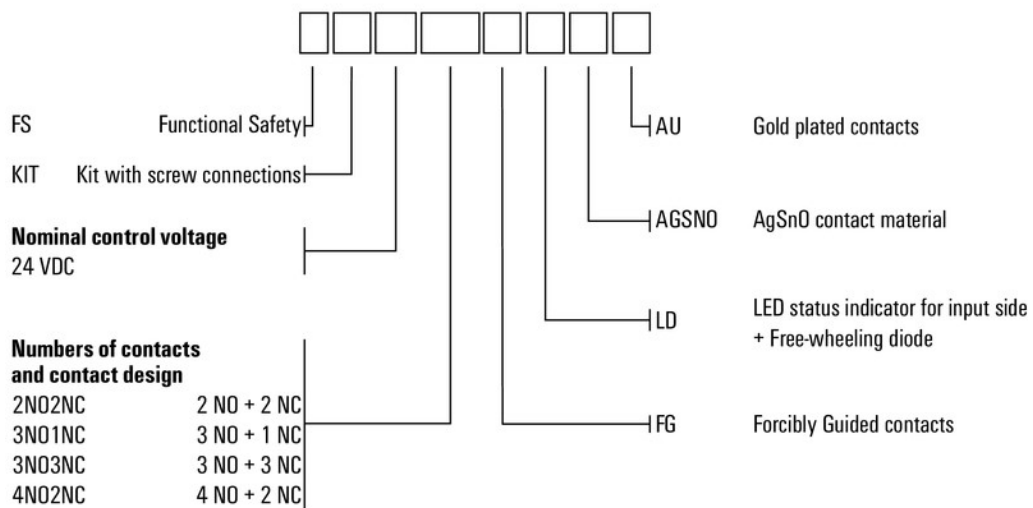 FS Functional Safety
KIT Kit with screw connections
Nominal control voltage
24 VDC
Numbers of contacts
and contact design
2NO2NC 2 NO + 2 NC
3NO1NC 3 NO + 1 NC
3NO3NC 3 NO + 3 NC
4NO2NC 4 NO + 2 NC
AU Gold plated contacts
AGSNO AgSnO contact material
LD LED status indicator for input side
+ Free-wheeling diode
FG Forcibly Guided contacts